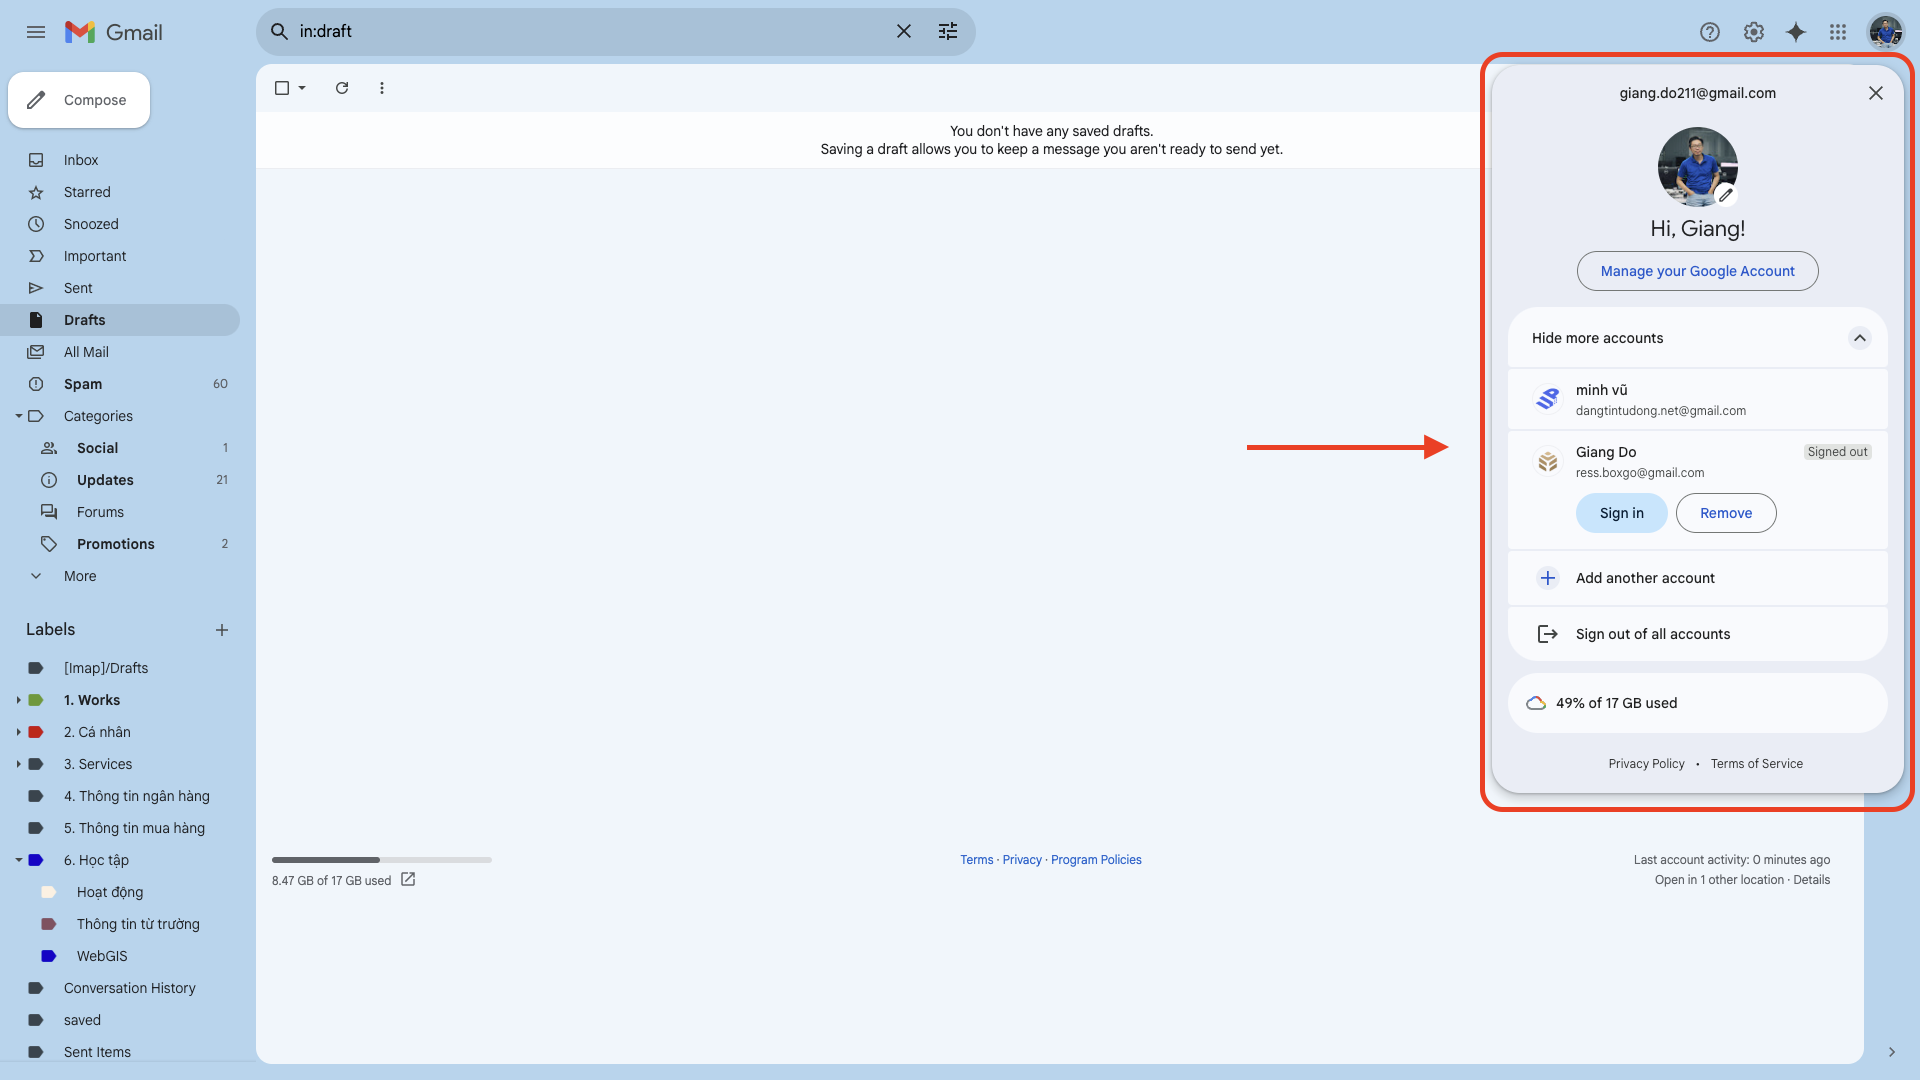 Gmail
in:draft
Compose
Inbox
Starred
Snoozed
Important
Sent
Drafts
All Mail
Spam 60
Categories
Social 1
Updates 21
Forums
Promotions 2
More
Labels
[Imap]/Drafts
1. Works
2. Cá nhân
3. Services
4. Thông tin ngân hàng
5. Thông tin mua hàng
6. Học tập
Hoạt động
Thông tin từ trường
WebGIS
Conversation History
saved
Sent Items
You don't have any saved drafts.
Saving a draft allows you to keep a message you aren't ready to send yet.
8.47 GB of 17 GB used
Terms · Privacy · Program Policies
Last account activity: 0 minutes ago
Open in 1 other location · Details
giang.do211@gmail.com
Hi, Giang!
Manage your Google Account
Hide more accounts
minh vũ
dangtintudong.net@gmail.com
Giang Do Signed out
ress.boxgo@gmail.com
Sign in Remove
Add another account
Sign out of all accounts
49% of 17 GB used
Privacy Policy • Terms of Service